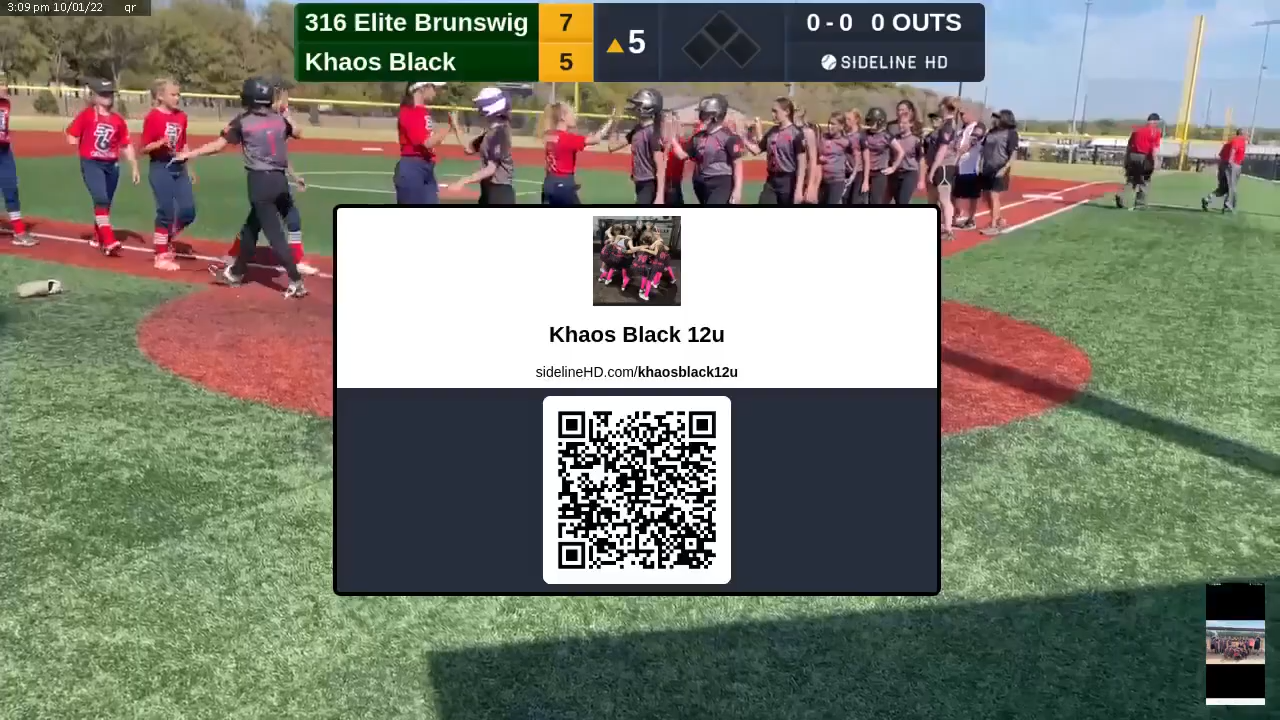 3:09 pm 10/01/22 qr
316 Elite Brunswig 7
Khaos Black 5
5
0 - 0 0 OUTS
SIDELINE HD
Khaos Black 12u
sidelineHD.com/khaosblack12u